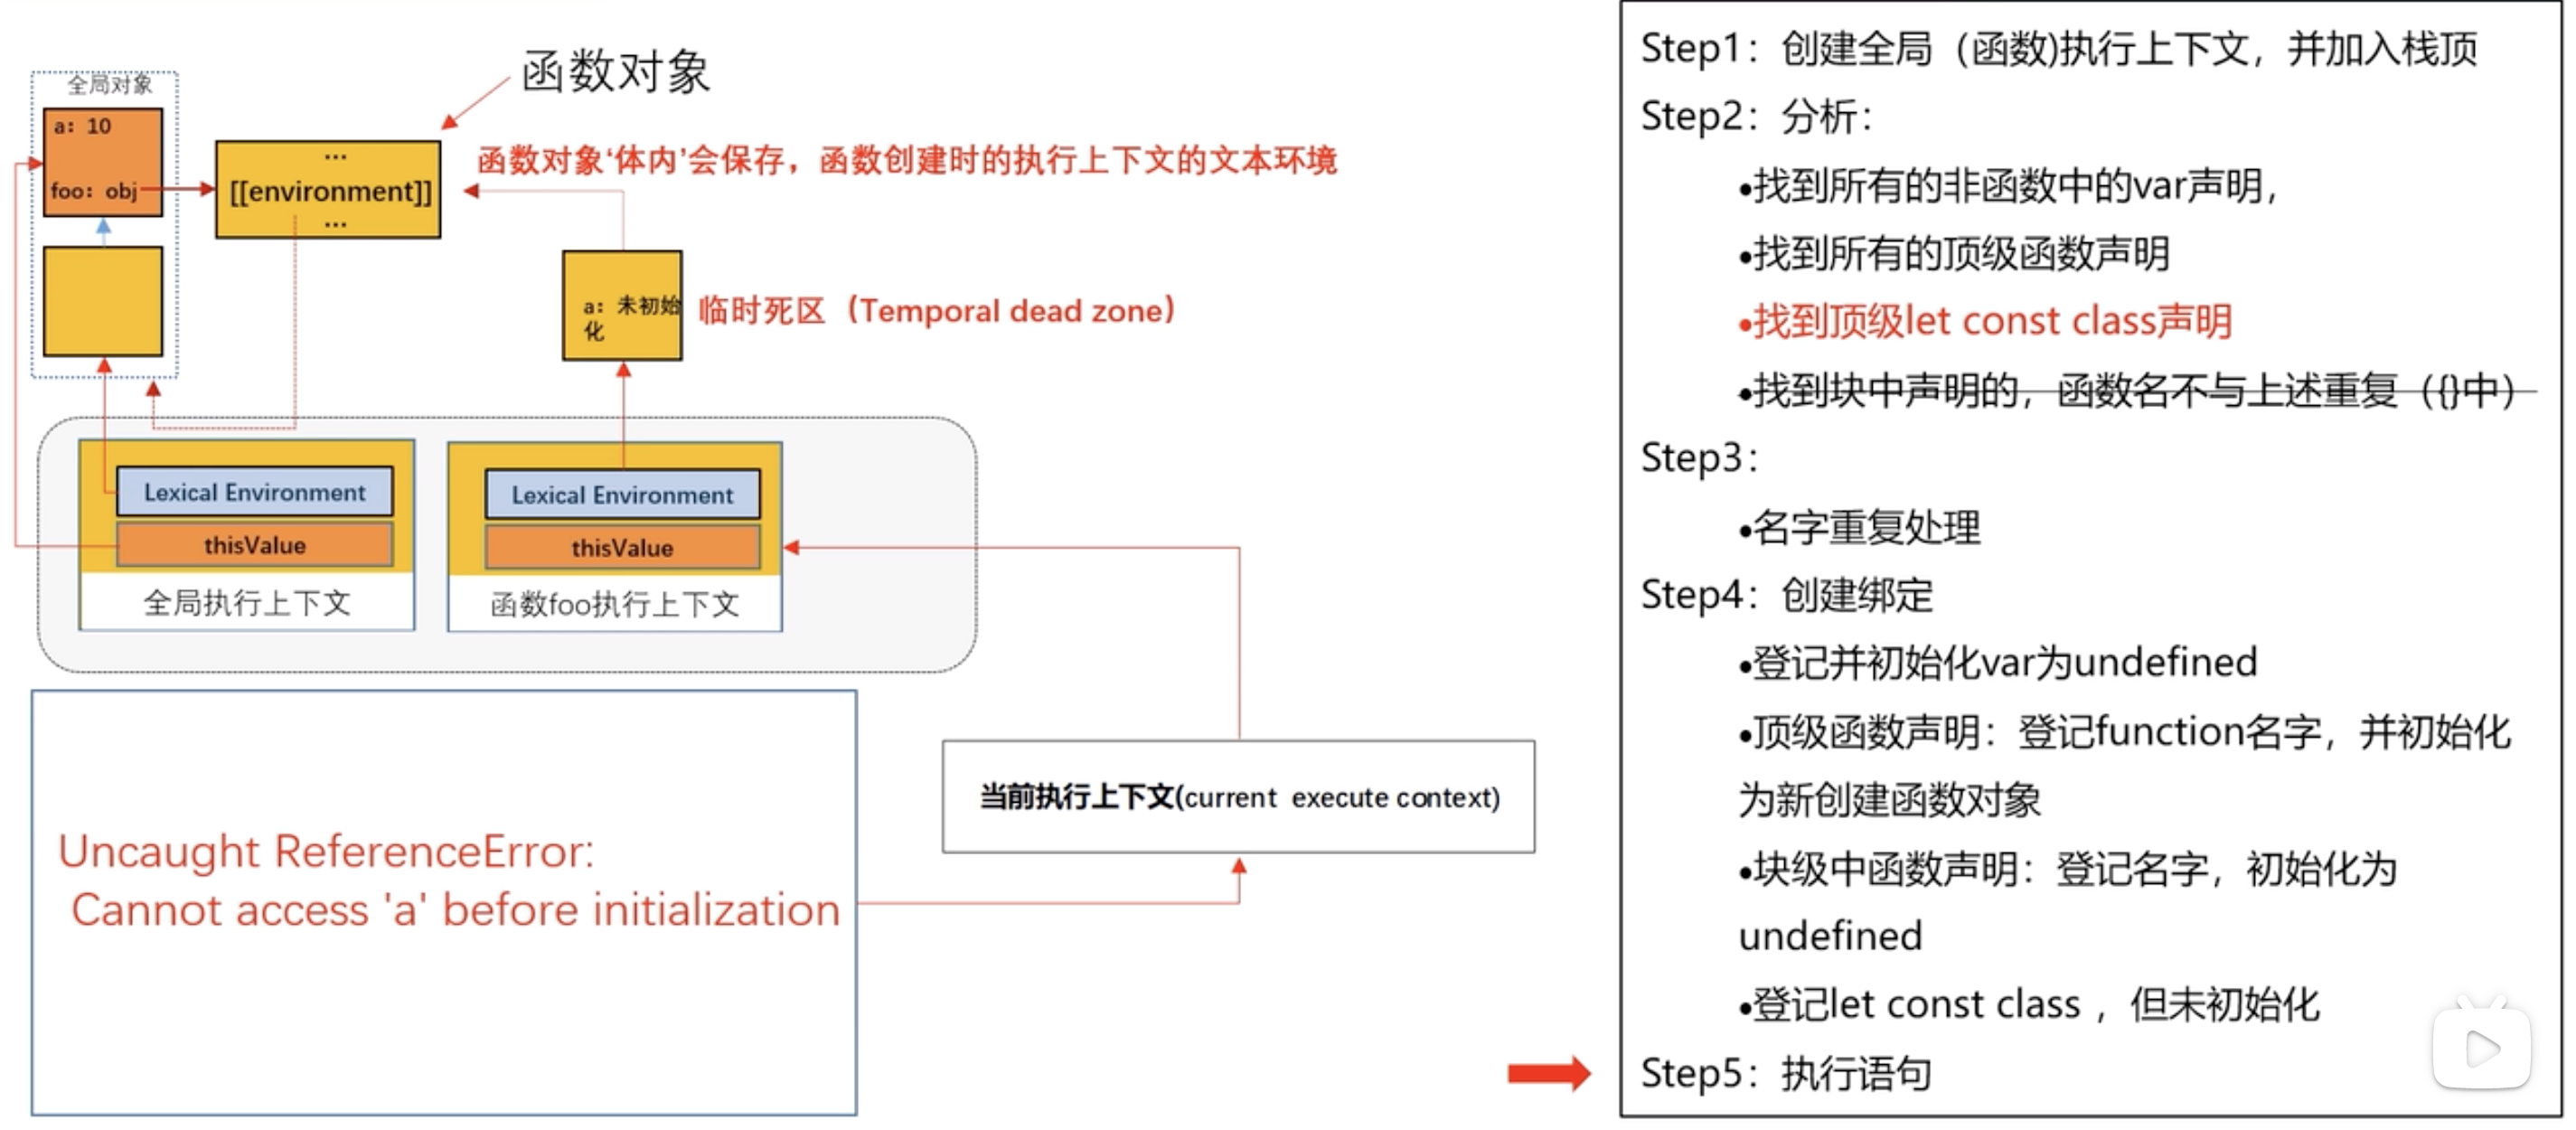 函数对象
全局对象
a: 10
foo: obj
...
[[environment]]
...
函数对象‘体内’会保存，函数创建时的执行上下文的文本环境
a: 未初始
化
临时死区（Temporal dead zone）
Lexical Environment
thisValue
全局执行上下文
Lexical Environment
thisValue
函数foo执行上下文
当前执行上下文(current execute context)
Uncaught ReferenceError:
Cannot access 'a' before initialization
Step1：创建全局（函数)执行上下文，并加入栈顶
Step2：分析：
•找到所有的非函数中的var声明，
•找到所有的顶级函数声明
•找到顶级let const class声明
•找到块中声明的，函数名不与上述重复（{}中）
Step3：
•名字重复处理
Step4：创建绑定
•登记并初始化var为undefined
•顶级函数声明：登记function名字，并初始化
为新创建函数对象
•块级中函数声明：登记名字，初始化为
undefined
•登记let const class ，但未初始化
Step5：执行语句